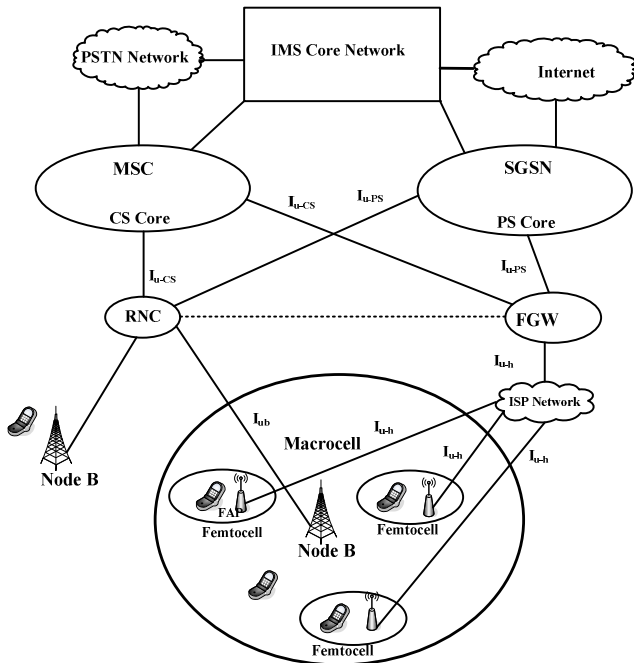 IMS Core Network
PSTN Network
Internet
MSC
SGSN
CS Core
PS Core
Iu-CS
Iu-PS
Iu-CS
Iu-PS
RNC
FGW
Iu-h
ISP Network
Iub
Iu-h
Macrocell
Iu-h
Iu-h
Node B
FAP
Femtocell
Node B
Femtocell
Femtocell